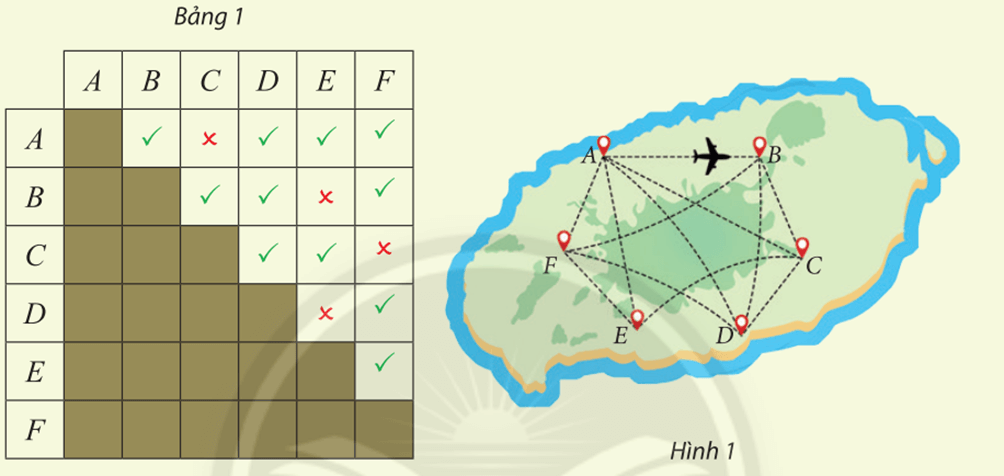 Bảng 1
A B C D E F
A ✓ × ✓ ✓ ✓
B ✓ ✓ × ✓
C ✓ ✓ ×
D × ✓
E ✓
F
A
B
F
C
E
D
Hình 1